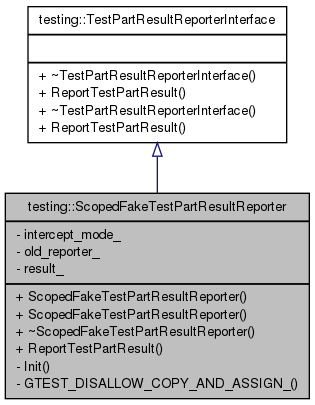 testing::TestPartResultReporterInterface
+ ~TestPartResultReporterInterface()
+ ReportTestPartResult()
+ ~TestPartResultReporterInterface()
+ ReportTestPartResult()
testing::ScopedFakeTestPartResultReporter
- intercept_mode_
- old_reporter_
- result_
+ ScopedFakeTestPartResultReporter()
+ ScopedFakeTestPartResultReporter()
+ ~ScopedFakeTestPartResultReporter()
+ ReportTestPartResult()
- Init()
- GTEST_DISALLOW_COPY_AND_ASSIGN_()